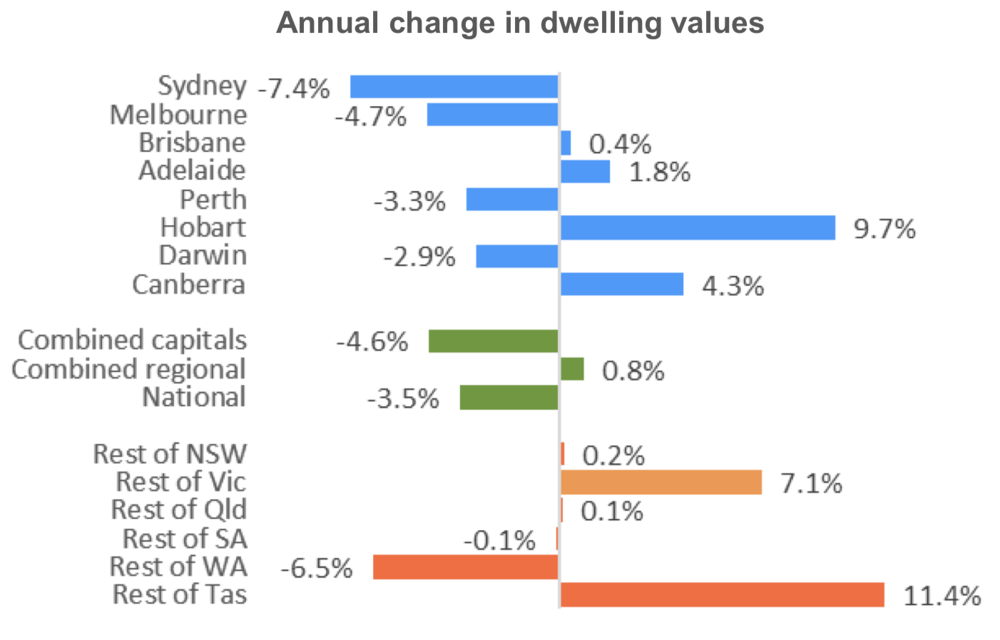 Annual change in dwelling values
Sydney -7.4%
Melbourne -4.7%
Brisbane 0.4%
Adelaide 1.8%
Perth -3.3%
Hobart 9.7%
Darwin -2.9%
Canberra 4.3%
Combined capitals -4.6%
Combined regional 0.8%
National -3.5%
Rest of NSW 0.2%
Rest of Vic 7.1%
Rest of Qld 0.1%
Rest of SA -0.1%
Rest of WA -6.5%
Rest of Tas 11.4%